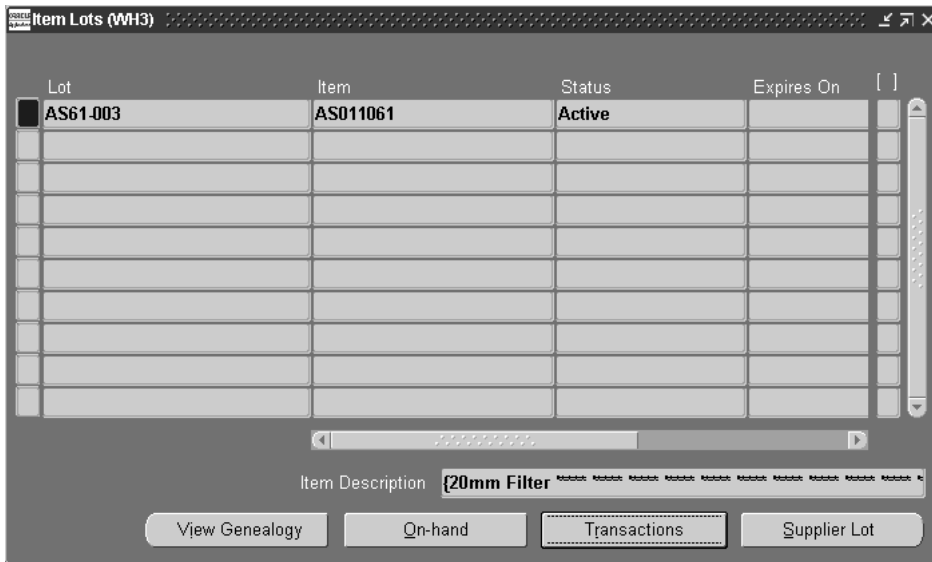 Item Lots (WH3)
Lot Item Status Expires On [ ]
AS61-003 AS011061 Active
Item Description {20mm Filter
View Genealogy On-hand Transactions Supplier Lot